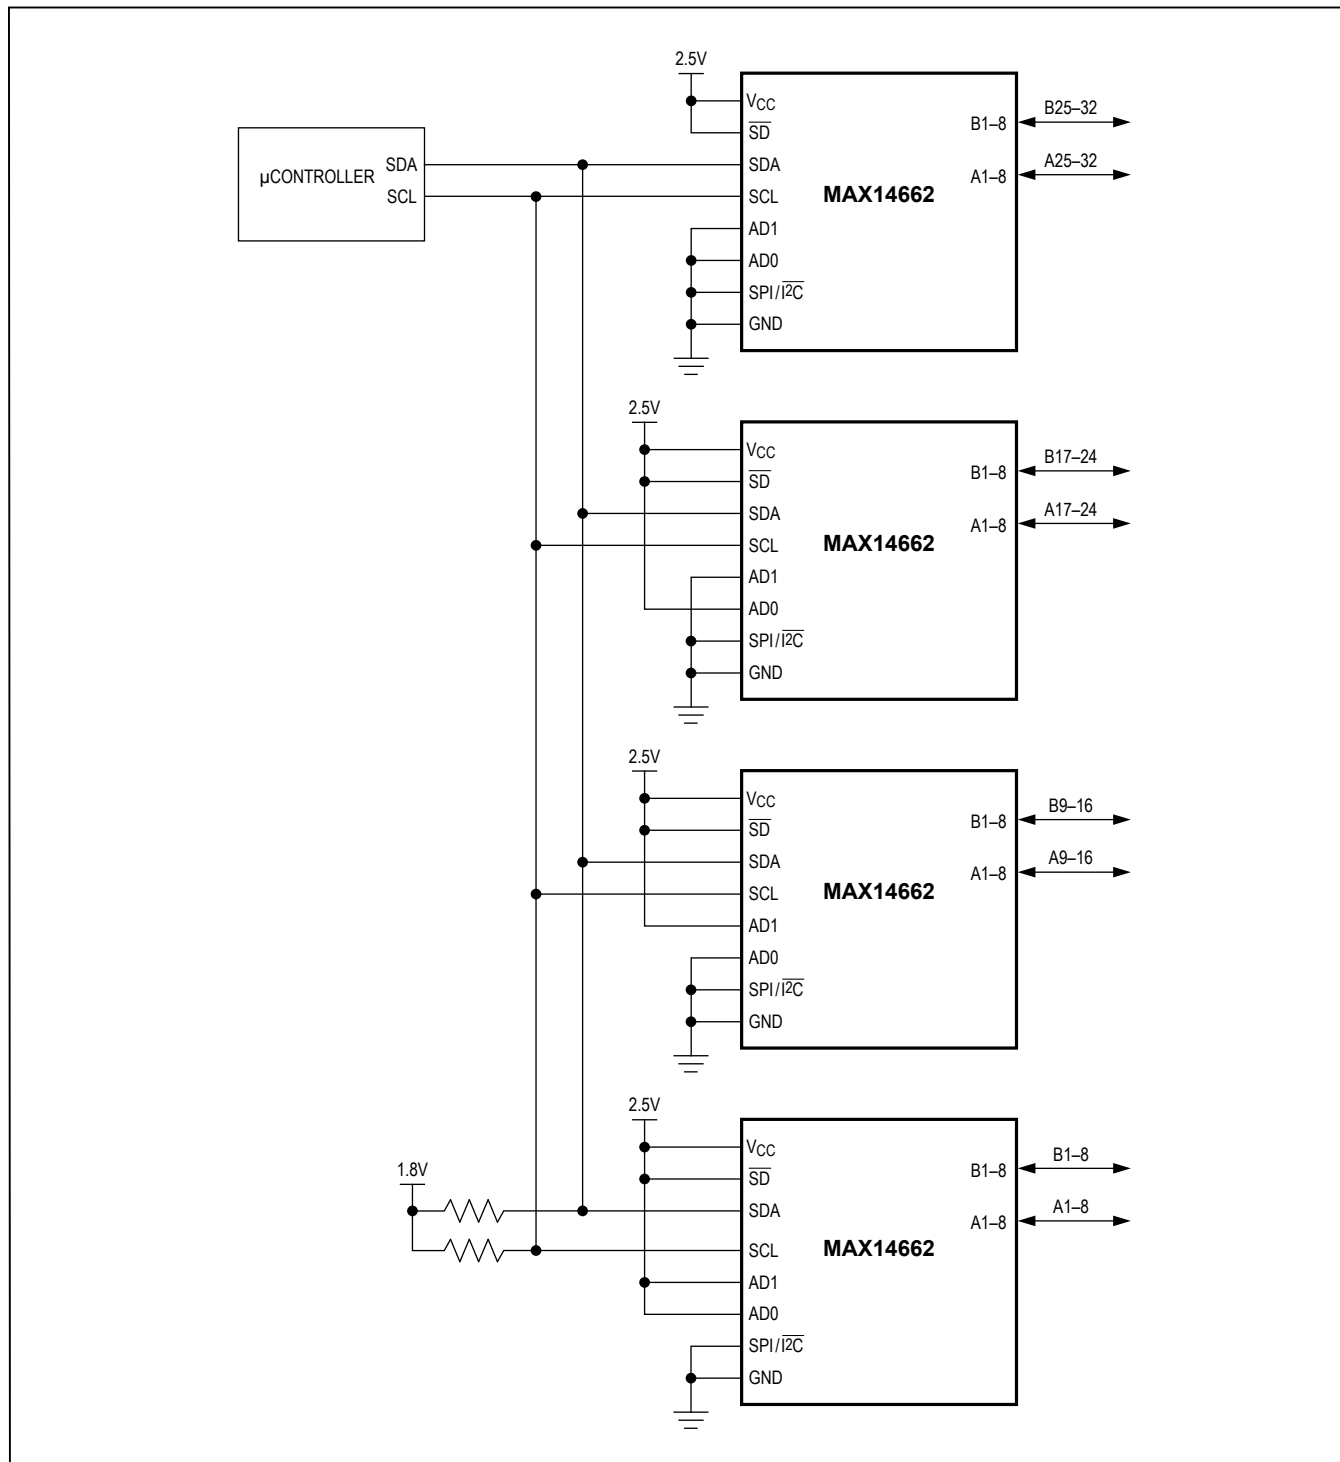 2.5V
VCC
SD
SDA
SCL
AD1
AD0
SPI/I2C
GND
MAX14662
B1–8
B25–32
A1–8
A25–32
µCONTROLLER
SDA
SCL
2.5V
VCC
SD
SDA
SCL
AD1
AD0
SPI/I2C
GND
MAX14662
B1–8
B17–24
A1–8
A17–24
2.5V
VCC
SD
SDA
SCL
AD1
AD0
SPI/I2C
GND
MAX14662
B1–8
B9–16
A1–8
A9–16
2.5V
VCC
SD
SDA
SCL
AD1
AD0
SPI/I2C
GND
MAX14662
B1–8
B1–8
A1–8
A1–8
1.8V